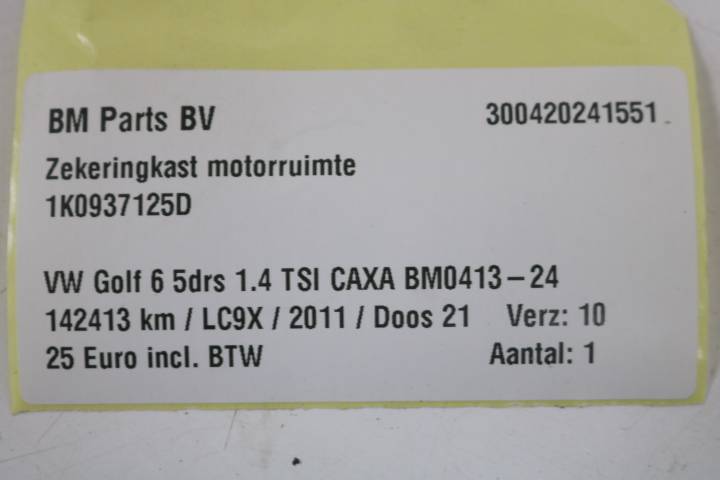 BM Parts BV 300420241551
Zekeringkast motorruimte
1K0937125D
VW Golf 6 5drs 1.4 TSI CAXA BM0413-24
142413 km / LC9X / 2011 / Doos 21 Verz: 10
25 Euro incl. BTW Aantal: 1